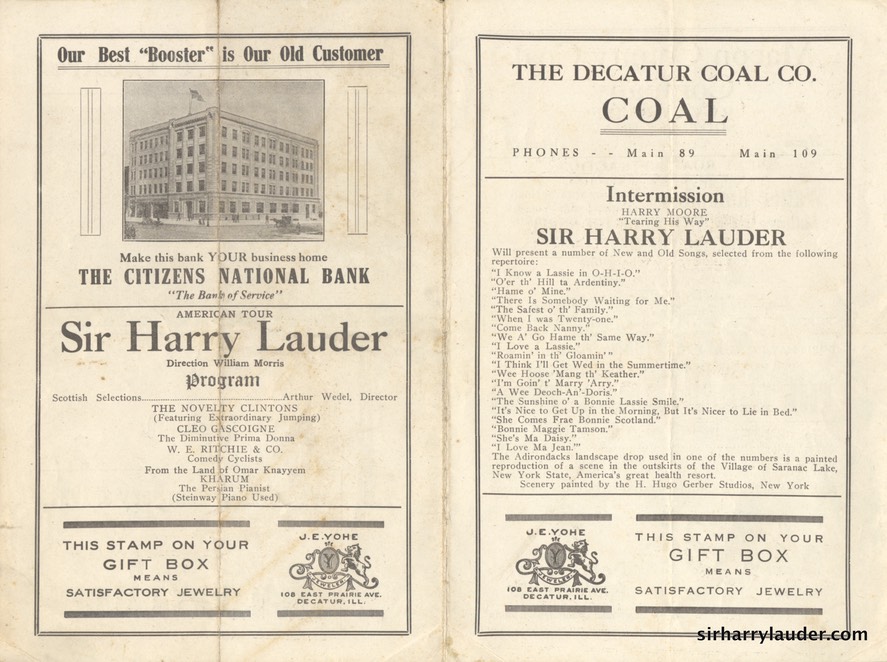 Our Best "Booster" is Our Old Customer
Make this bank YOUR business home
THE CITIZENS NATIONAL BANK
"The Bank of Service"
AMERICAN TOUR
Sir Harry Lauder
Direction William Morris
Program
Scottish Selections............Arthur Wedel, Director
THE NOVELTY CLINTONS
(Featuring Extraordinary Jumping)
CLEO GASCOIGNE
The Diminutive Prima Donna
W. E. RITCHIE & CO.
Comedy Cyclists
From the Land of Omar Knayyem
KHARUM
The Persian Pianist
(Steinway Piano Used)
THIS STAMP ON YOUR
GIFT BOX
MEANS
SATISFACTORY JEWELRY
J.E.YOHE
Y
JEWELER
108 EAST PRAIRIE AVE.
DECATUR, ILL.
THE DECATUR COAL CO.
COAL
PHONES - - Main 89 Main 109
Intermission
HARRY MOORE
"Tearing His Way"
SIR HARRY LAUDER
Will present a number of New and Old Songs, selected from the following
repertoire:
"I Know a Lassie in O-H-I-O."
"O'er th' Hill ta Ardentiny."
"Hame o' Mine."
"There Is Somebody Waiting for Me."
"The Safest o' th' Family."
"When I was Twenty-one."
"Come Back Nanny."
"We A' Go Hame th' Same Way."
"I Love a Lassie."
"Roamin' in th' Gloamin' "
"I Think I'll Get Wed in the Summertime."
"Wee Hoose 'Mang th' Keather."
"I'm Goin' t' Marry 'Arry."
"A Wee Deoch-An'-Doris."
"The Sunshine o' a Bonnie Lassie Smile."
"It's Nice to Get Up in the Morning, But It's Nicer to Lie in Bed."
"She Comes Frae Bonnie Scotland."
"Bonnie Maggie Tamson."
"She's Ma Daisy."
"I Love Ma Jean."'
The Adirondacks landscape drop used in one of the numbers is a painted
reproduction of a scene in the outskirts of the Village of Saranac Lake,
New York State, America's great health resort.
Scenery painted by the H. Hugo Gerber Studios, New York
J.E.YOHE
Y
JEWELER
108 EAST PRAIRIE AVE.
DECATUR, ILL.
THIS STAMP ON YOUR
GIFT BOX
MEANS
SATISFACTORY JEWELRY
sirharrylauder.com